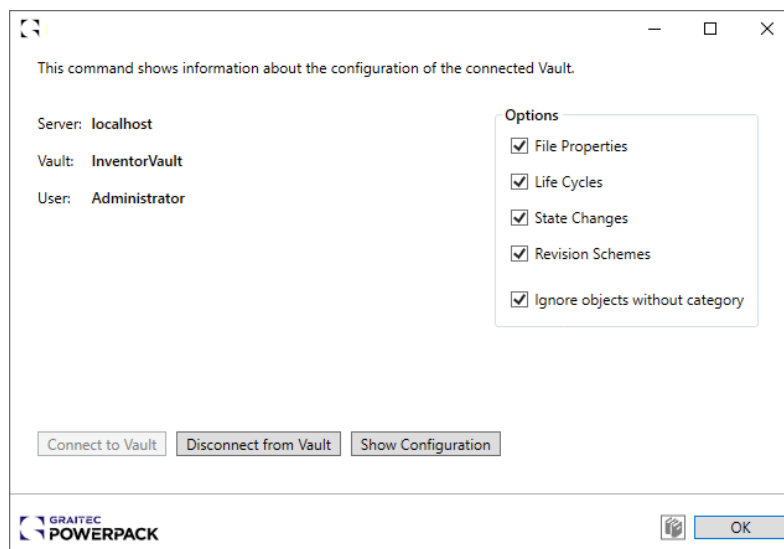 This command shows information about the configuration of the connected Vault.
Server: localhost
Vault: InventorVault
User: Administrator
Options
File Properties
Life Cycles
State Changes
Revision Schemes
Ignore objects without category
Connect to Vault
Disconnect from Vault
Show Configuration
GRAITEC
POWERPACK
OK